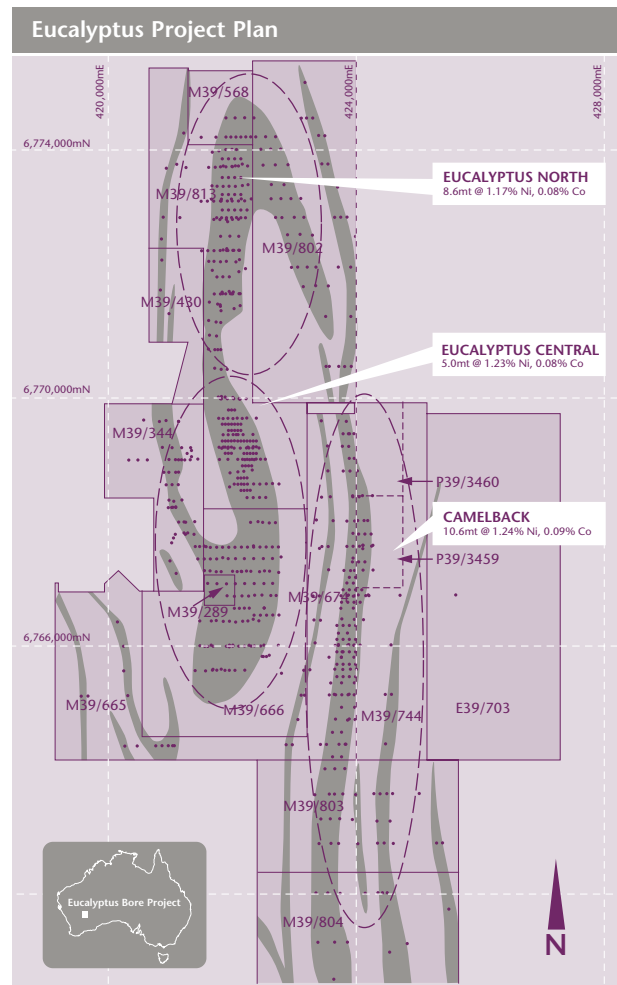 Eucalyptus Project Plan
420,000mE
424,000mE
428,000mE
M39/568
6,774,000mN
EUCALYPTUS NORTH
8.6mt @ 1.17% Ni, 0.08% Co
M39/813
M39/802
M39/430
EUCALYPTUS CENTRAL
5.0mt @ 1.23% Ni, 0.08% Co
6,770,000mN
M39/344
P39/3460
CAMELBACK
10.6mt @ 1.24% Ni, 0.09% Co
P39/3459
M39/289
M39/674
6,766,000mN
M39/665
M39/666
M39/744
E39/703
M39/803
Eucalyptus Bore Project
M39/804
N